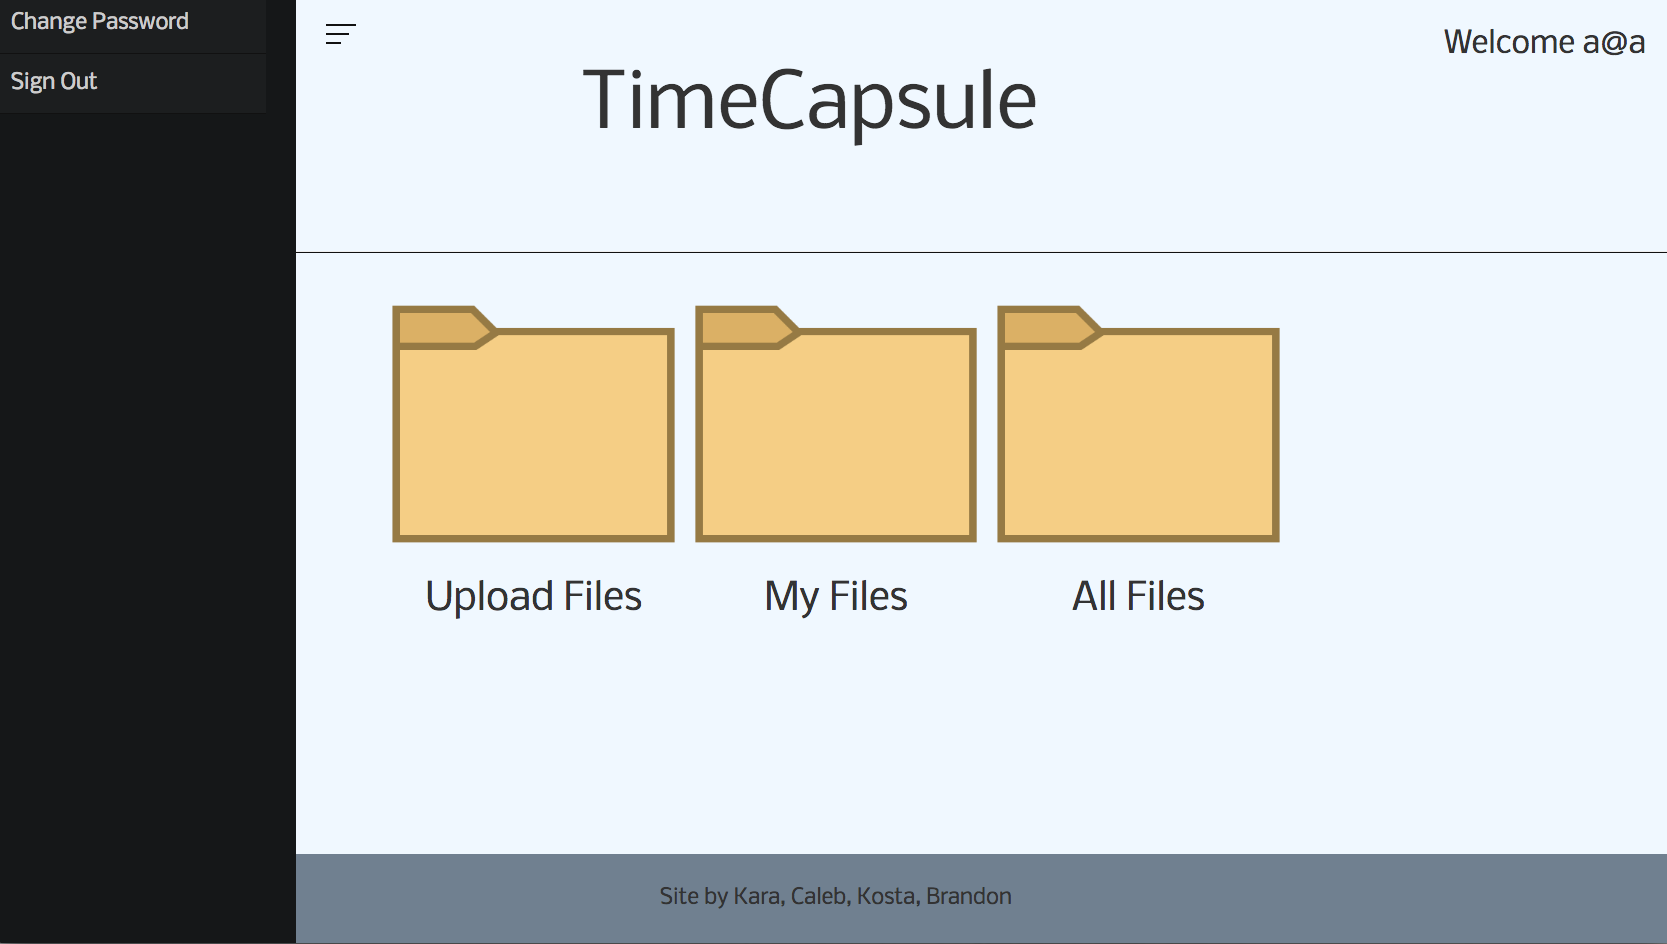 Change Password
Sign Out
Welcome a@a
TimeCapsule
Upload Files
My Files
All Files
Site by Kara, Caleb, Kosta, Brandon